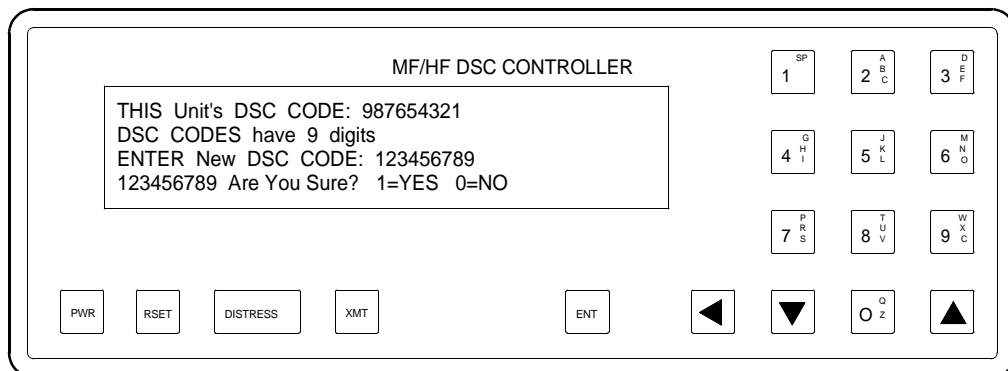 MF/HF DSC CONTROLLER
THIS Unit's DSC CODE: 987654321
DSC CODES have 9 digits
ENTER New DSC CODE: 123456789
123456789 Are You Sure? 1=YES 0=NO
1 SP
2 A B C
3 D E F
4 G H I
5 J K L
6 M N O
7 P R S
8 T U V
9 W X C
PWR
RSET
DISTRESS
XMT
ENT
O Q Z